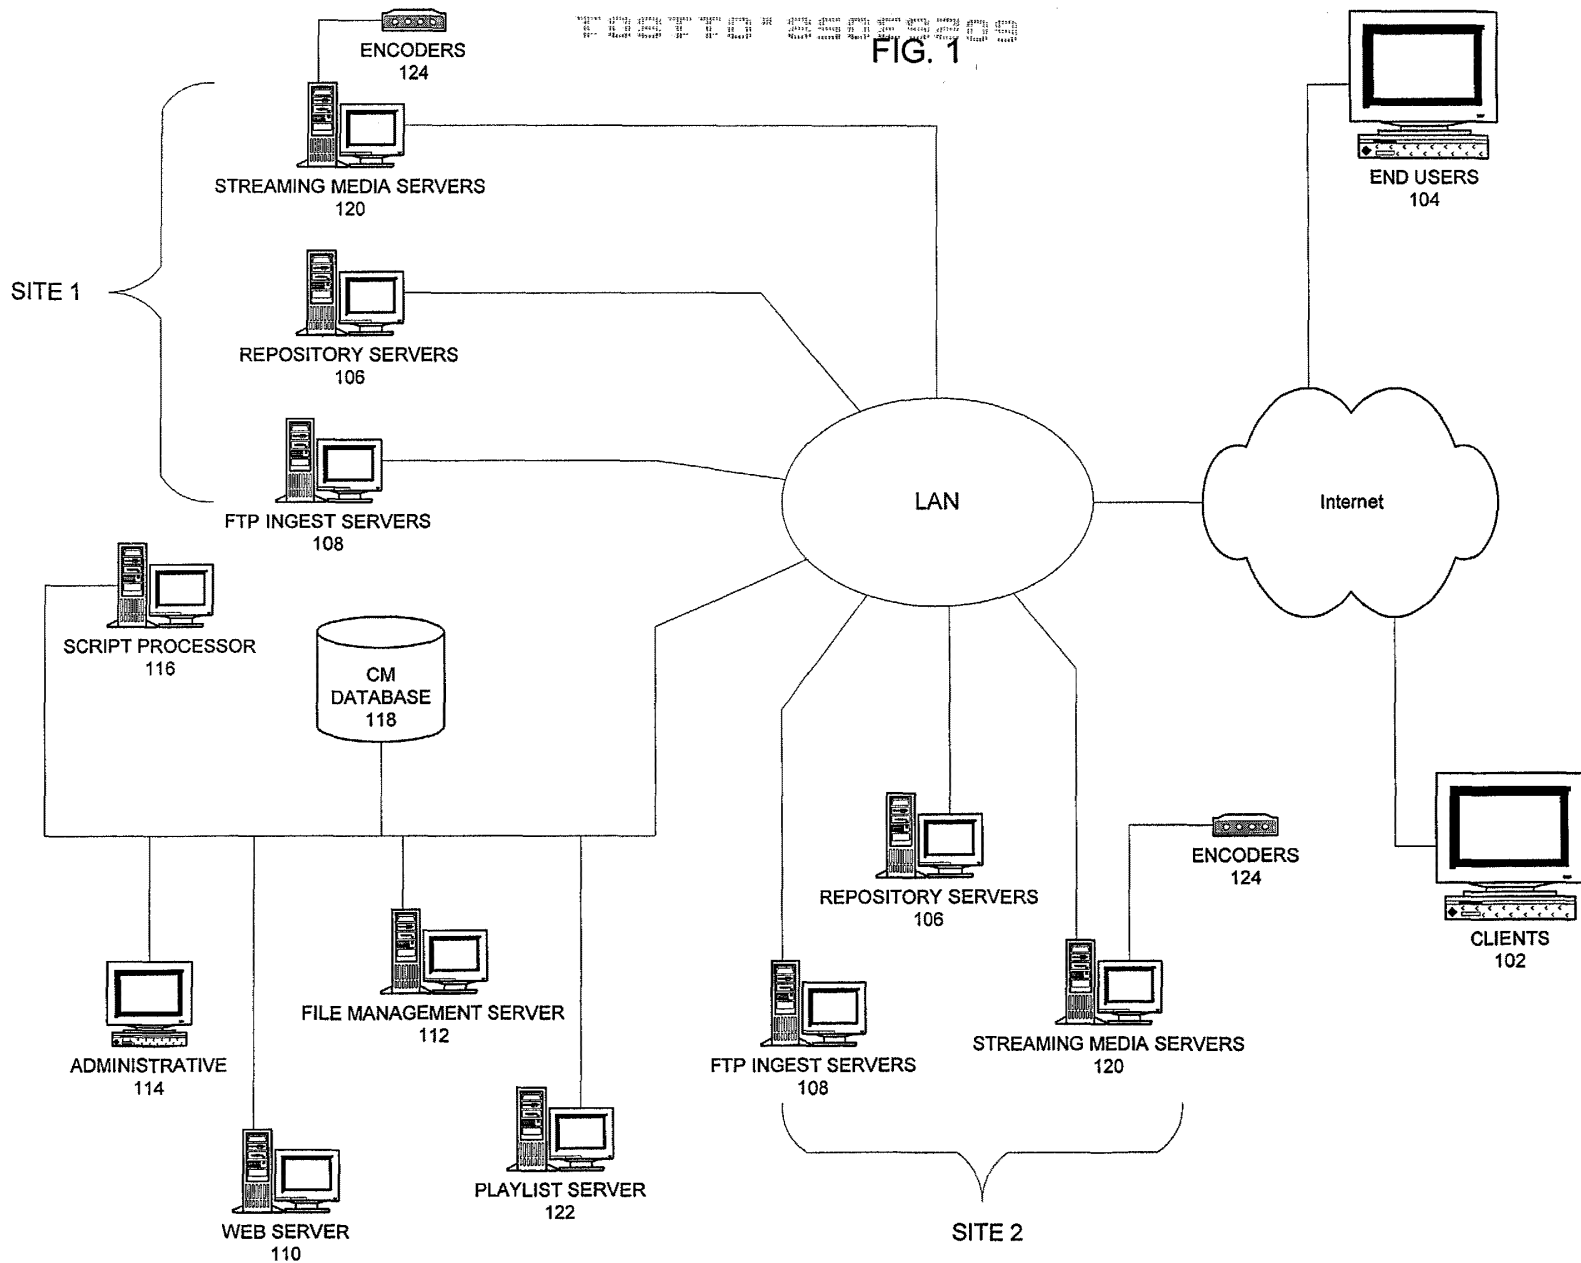 FIG. 1
ENCODERS
124
STREAMING MEDIA SERVERS
120
END USERS
104
SITE 1
REPOSITORY SERVERS
106
FTP INGEST SERVERS
108
LAN
Internet
SCRIPT PROCESSOR
116
CM
DATABASE
118
REPOSITORY SERVERS
106
ENCODERS
124
CLIENTS
102
FILE MANAGEMENT SERVER
112
ADMINISTRATIVE
114
FTP INGEST SERVERS
108
STREAMING MEDIA SERVERS
120
PLAYLIST SERVER
122
WEB SERVER
110
SITE 2